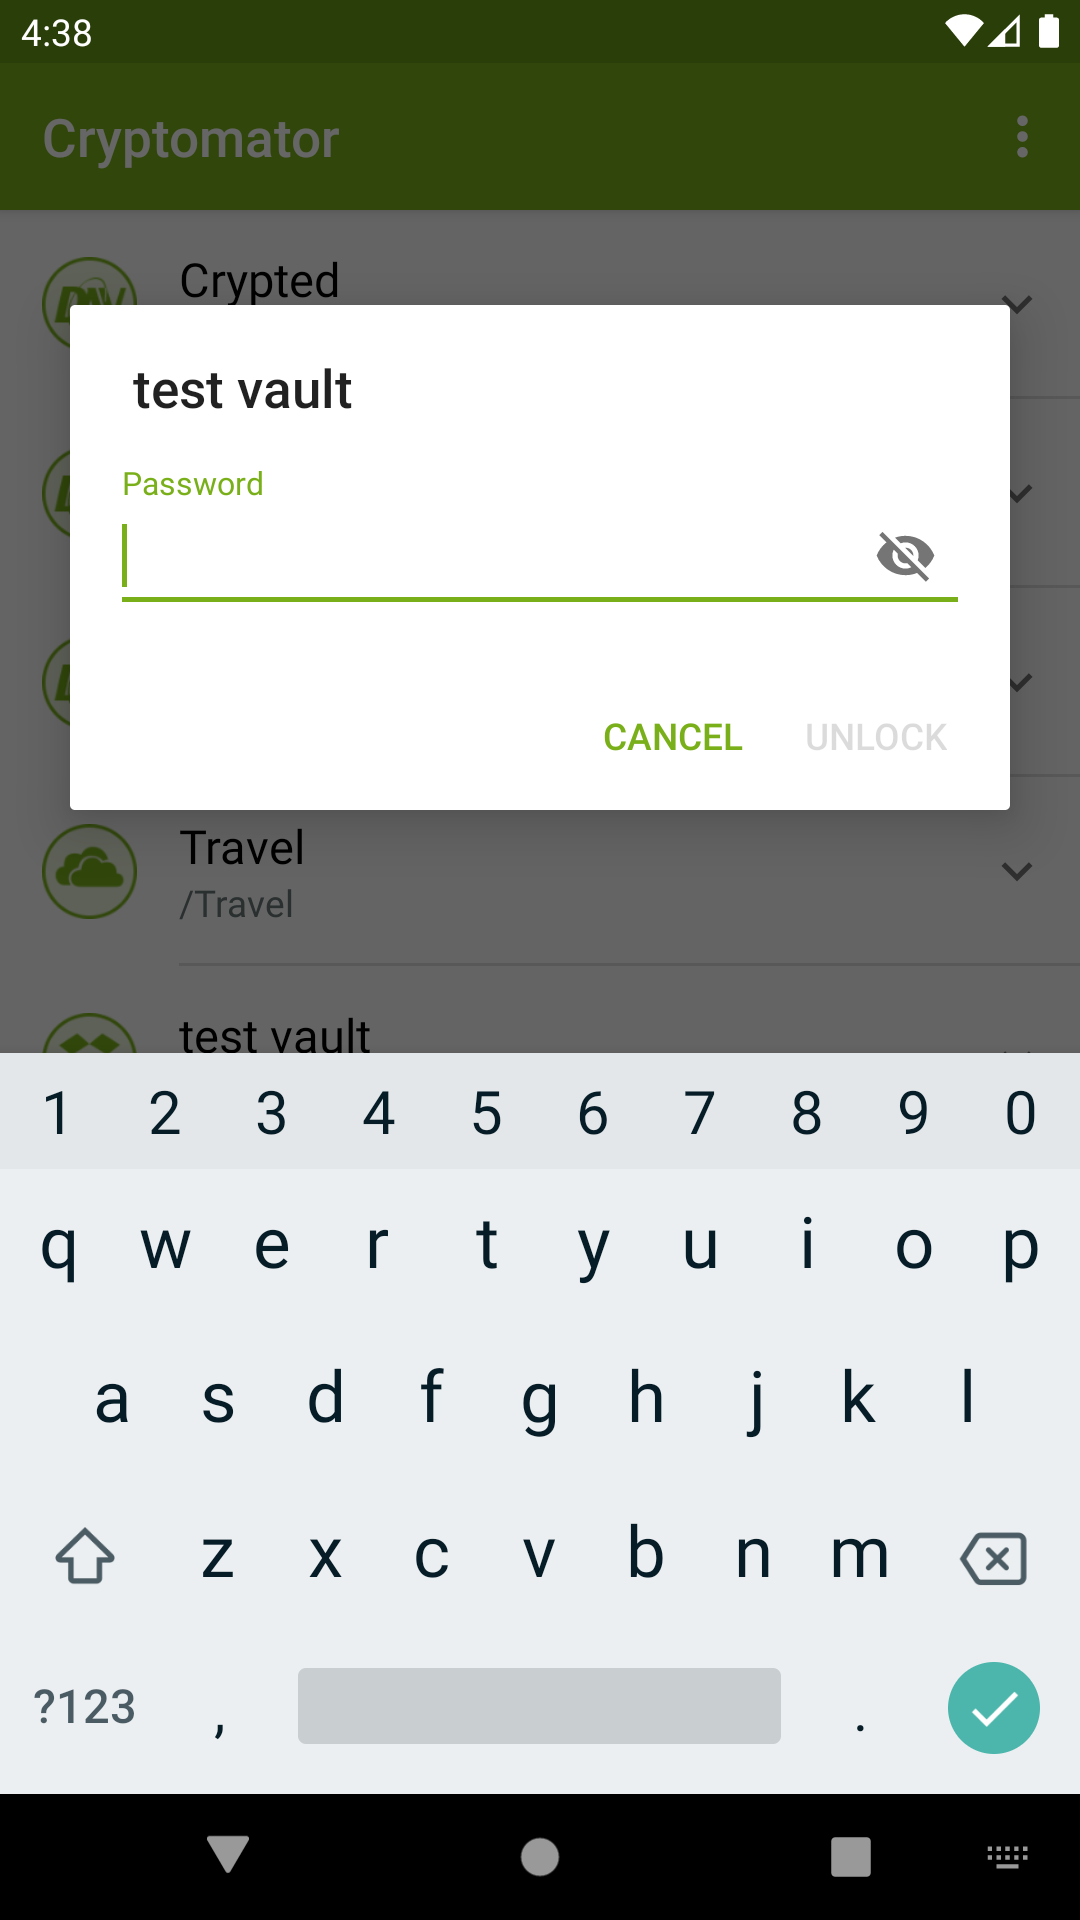 4:38
Cryptomator
Crypted
test vault
Password
CANCEL UNLOCK
Travel
/Travel
test vault
1 2 3 4 5 6 7 8 9 0
q w e r t y u i o p
a s d f g h j k l
z x c v b n m
?123 , .